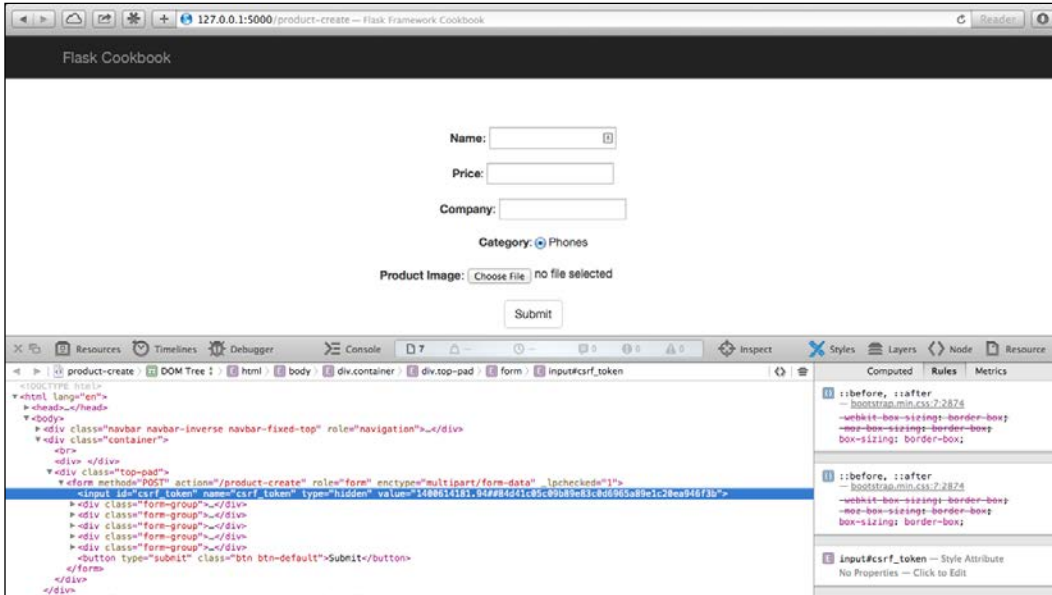 127.0.0.1:5000/product-create — Flask Framework Cookbook
Reader
Flask Cookbook
Name:
Price:
Company:
Category: Phones
Product Image: Choose File no file selected
Submit
Resources Timelines Debugger Console 7 — — 0 0 0 Inspect Styles Layers Node Resource
product-create DOM Tree E html E body E div.container E div.top-pad E form E input#csrf_token
Computed Rules Metrics
<!DOCTYPE html>
▼<html lang="en">
▶<head>…</head>
▼<body>
▶<div class="navbar navbar-inverse navbar-fixed-top" role="navigation">…</div>
▼<div class="container">
<br>
<div> </div>
▼<div class="top-pad">
▼<form method="POST" action="/product-create" role="form" enctype="multipart/form-data" _lpchecked="1">
<input id="csrf_token" name="csrf_token" type="hidden" value="1400614181.94##84d41c05c09b89e83c0d6965a89e1c20ea946f3b">
▶<div class="form-group">…</div>
▶<div class="form-group">…</div>
▶<div class="form-group">…</div>
▶<div class="form-group">…</div>
▶<div class="form-group">…</div>
<button type="submit" class="btn btn-default">Submit</button>
</form>
</div>
</div>
::before, ::after
— bootstrap.min.css:7:2874
-webkit-box-sizing: border-box;
-moz-box-sizing: border-box;
box-sizing: border-box;
::before, ::after
— bootstrap.min.css:7:2874
-webkit-box-sizing: border-box;
-moz-box-sizing: border-box;
box-sizing: border-box;
E input#csrf_token — Style Attribute
No Properties — Click to Edit